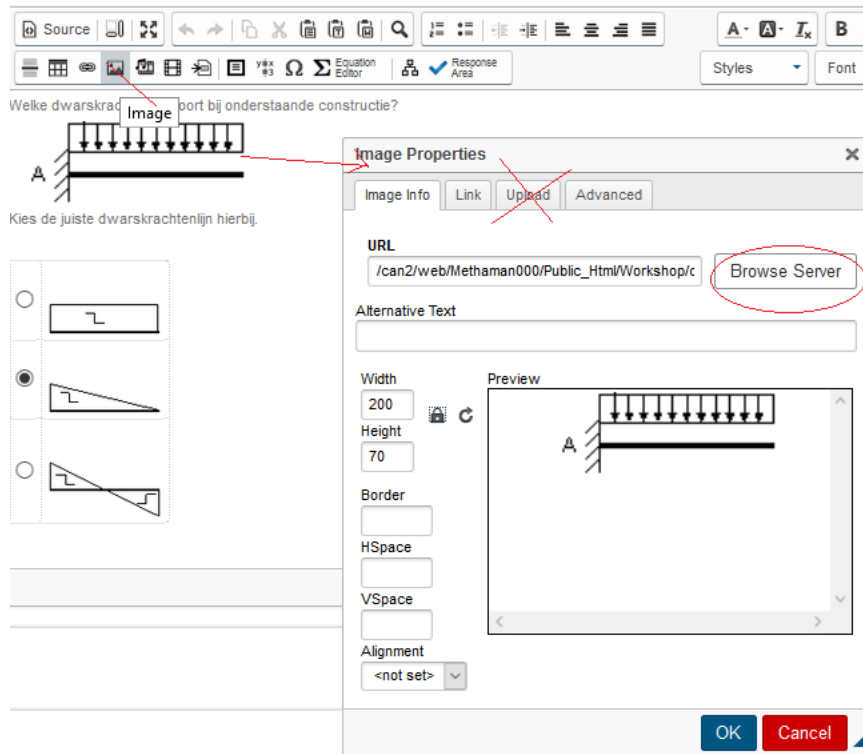 Source
A
A
Tx
B
Equation
Editor
Response
Area
Styles
Font
Welke dwarskrac
oort bij onderstaande constructie?
Image
A
Kies de juiste dwarskrachtenlijn hierbij.
Image Properties
Image Info
Link
Upload
Advanced
URL
/can2/web/Methaman000/Public_Html/Workshop/c
Browse Server
Alternative Text
Width
200
Height
70
Preview
A
Border
HSpace
VSpace
Alignment
<not set>
OK
Cancel